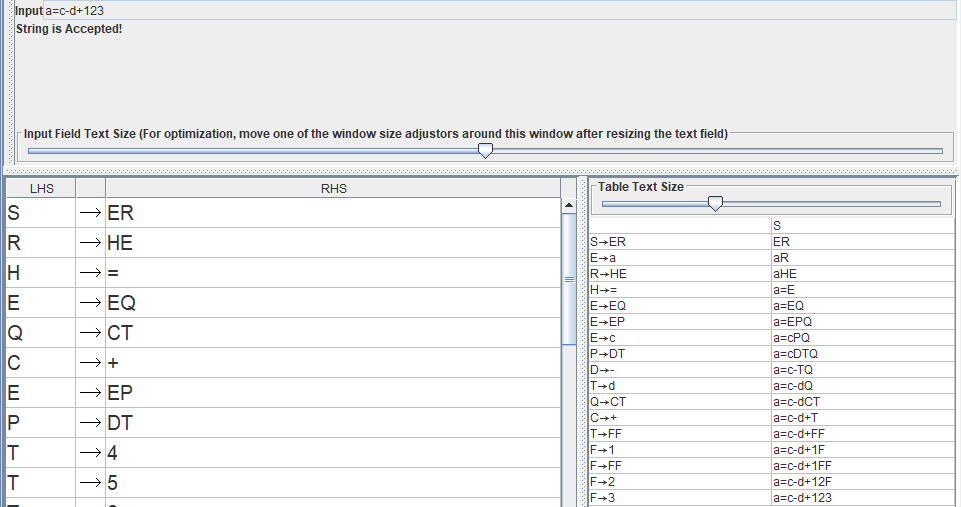 Input a=c-d+123
String is Accepted!
Input Field Text Size (For optimization, move one of the window size adjustors around this window after resizing the text field)
LHS RHS
S → ER
R → HE
H → =
E → EQ
Q → CT
C → +
E → EP
P → DT
T → 4
T → 5
Table Text Size
S
S→ER ER
E→a aR
R→HE aHE
H→= a=E
E→EQ a=EQ
E→EP a=EPQ
E→c a=cPQ
P→DT a=cDTQ
D→- a=c-TQ
T→d a=c-dQ
Q→CT a=c-dCT
C→+ a=c-d+T
T→FF a=c-d+FF
F→1 a=c-d+1F
F→FF a=c-d+1FF
F→2 a=c-d+12F
F→3 a=c-d+123